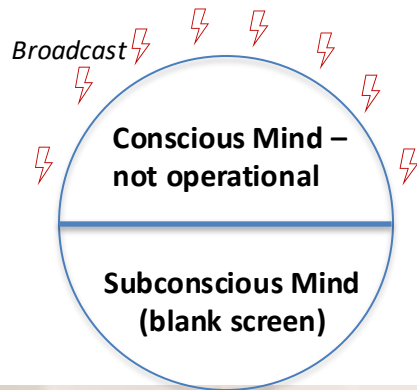 Broadcast
Conscious Mind –
not operational
Subconscious Mind
(blank screen)